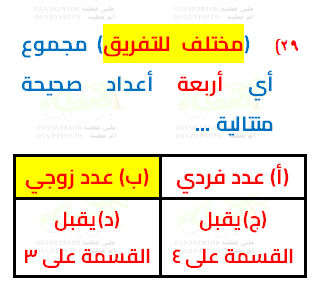 ٢٩) (مختلف للتفريق) مجموع
أي أربعة أعداد صحيحة
متتالية ...
(أ) عدد فردي
(ب) عدد زوجي
(ج) يقبل
القسمة على ٤
(د) يقبل
القسمة على ٣